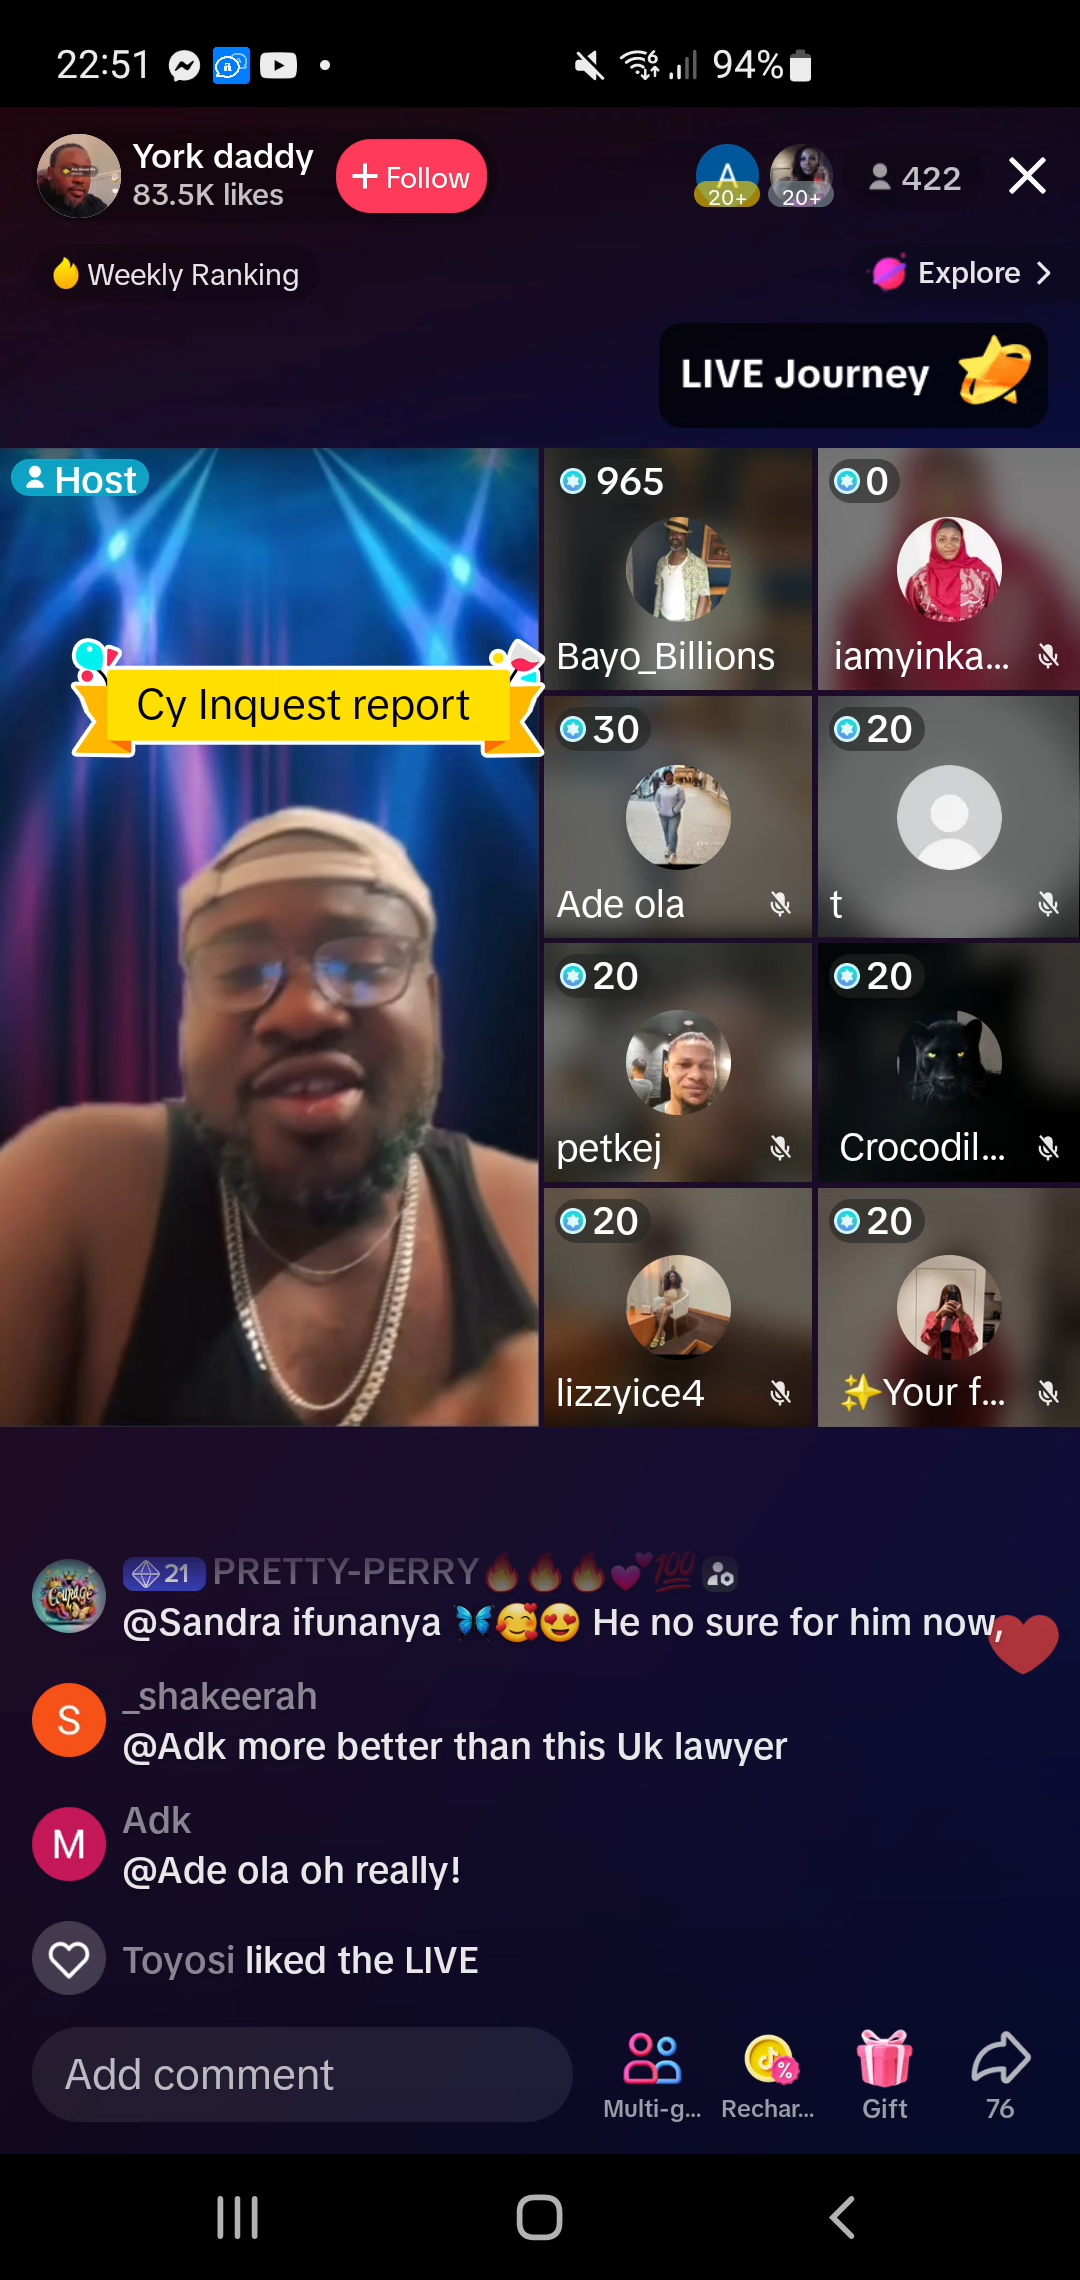 22:51 94%
York daddy
83.5K likes
+ Follow
A
20+
20+
422
Weekly Ranking
Explore >
LIVE Journey
Host
Cy Inquest report
965
Bayo_Billions
0
iamyinka...
30
Ade ola
20
t
20
petkej
20
Crocodil...
20
lizzyice4
20
✨Your f...
Courage
21 PRETTY-PERRY🔥🔥🔥💕💯
@Sandra ifunanya 🦋🥰😍 He no sure for him now,
S
_shakeerah
@Adk more better than this Uk lawyer
M
Adk
@Ade ola oh really!
Toyosi liked the LIVE
Add comment
Multi-g...
Rechar...
Gift
76